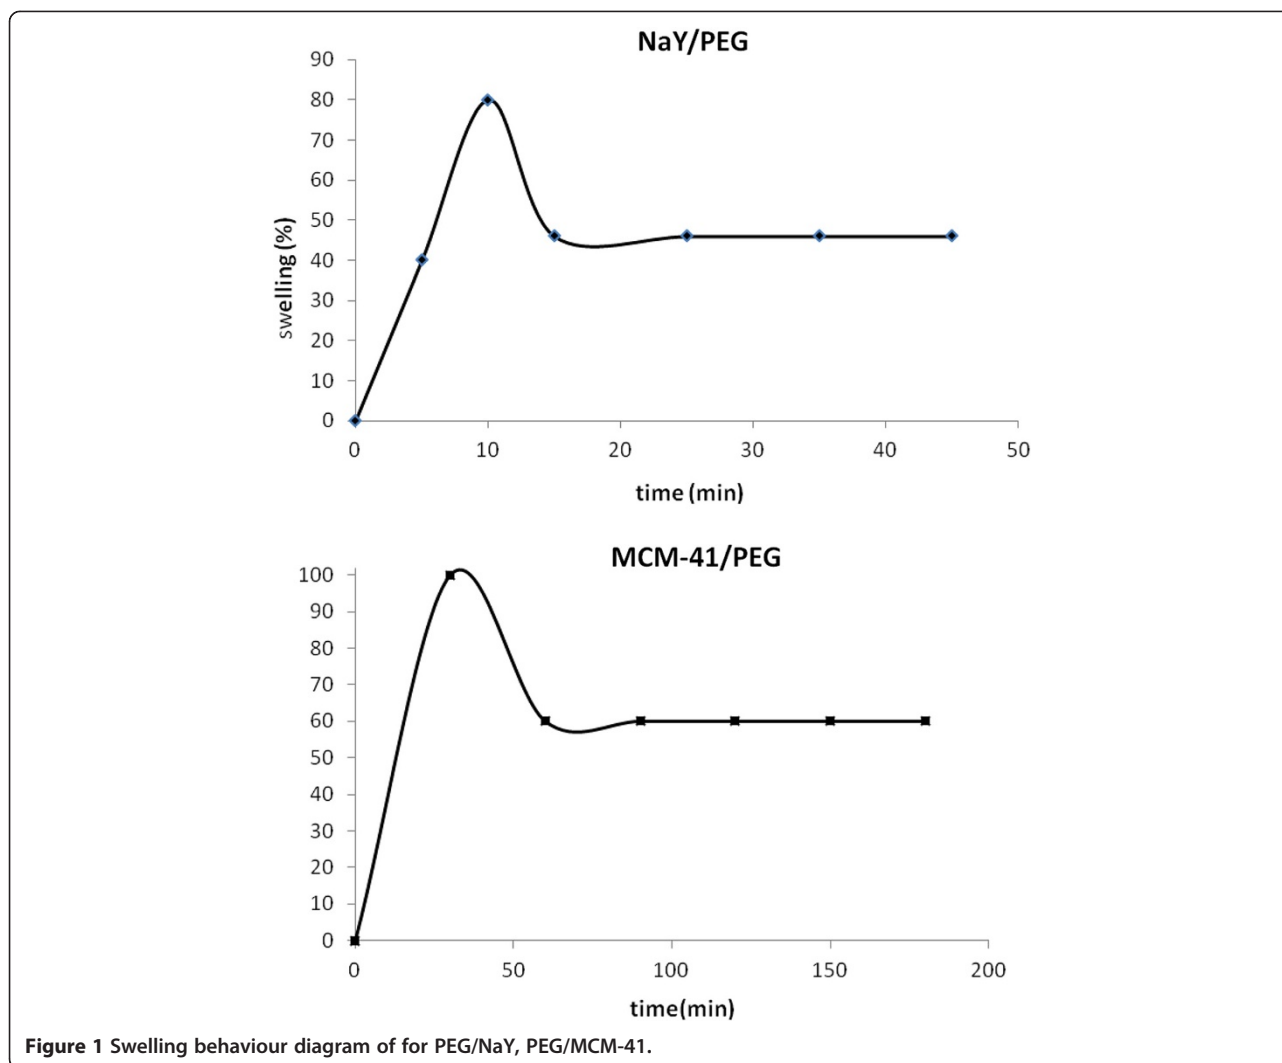 NaY/PEG
90
80
70
60
50
40
30
20
10
0
swelling (%)
0 10 20 30 40 50
time (min)
MCM-41/PEG
100
90
80
70
60
50
40
30
20
10
0
0 50 100 150 200
time(min)
Figure 1 Swelling behaviour diagram of for PEG/NaY, PEG/MCM-41.